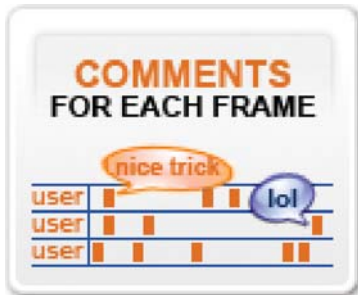 COMMENTS
FOR EACH FRAME
nice trick
user
lol
user
user